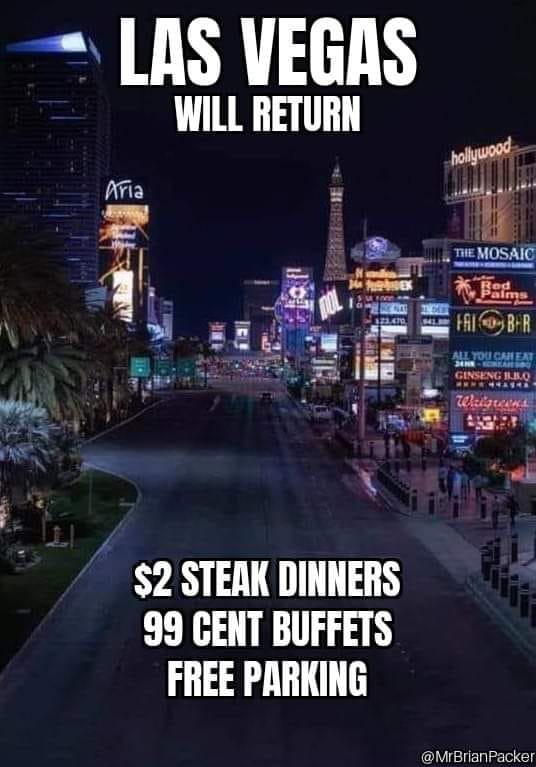 LAS VEGAS
WILL RETURN
Aria
hollywood
THE MOSAIC
Red
Palms
BAR
ALL YOU CAN EAT
GINSENG B.B.Q
Walgreens
$2 STEAK DINNERS
99 CENT BUFFETS
FREE PARKING
@MrBrianPacker